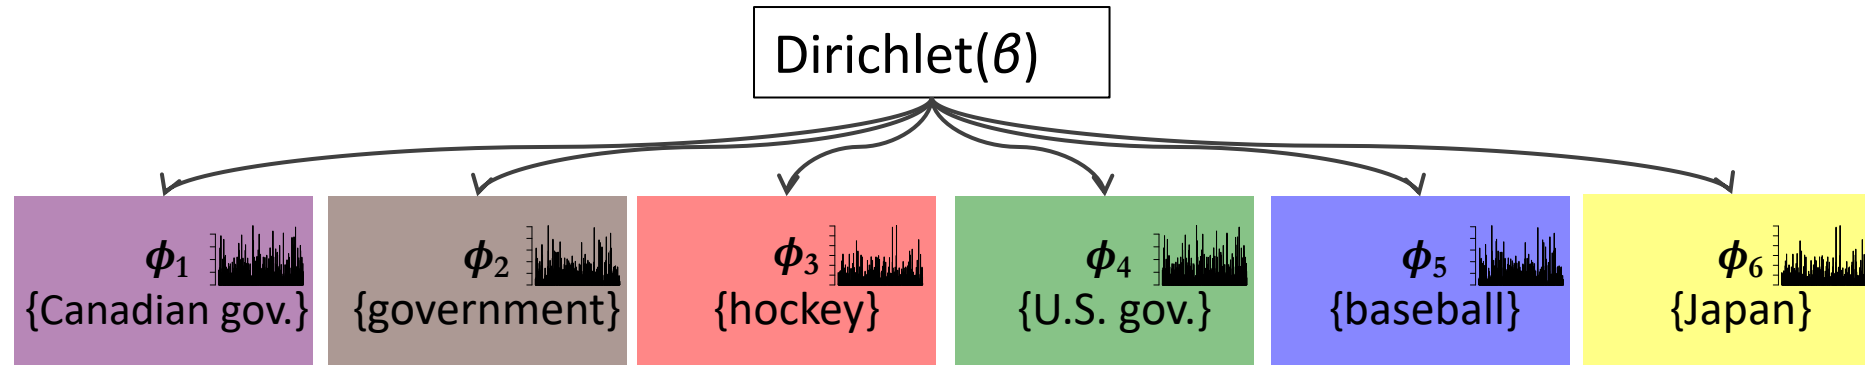 Dirichlet(β)
ϕ₁
{Canadian gov.}
ϕ₂
{government}
ϕ₃
{hockey}
ϕ₄
{U.S. gov.}
ϕ₅
{baseball}
ϕ₆
{Japan}